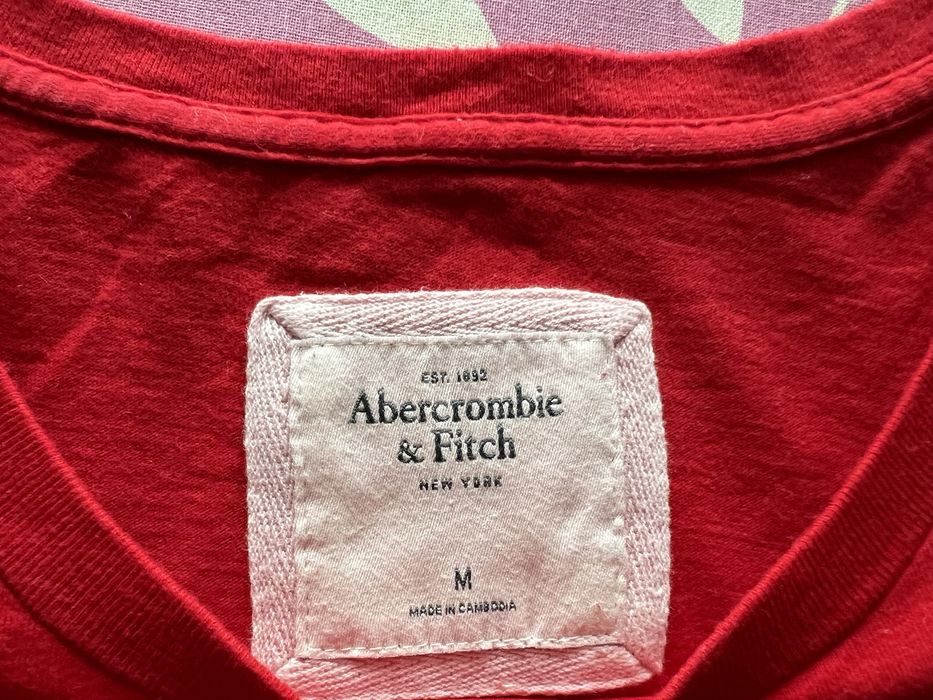 EST. 1892
Abercrombie
& Fitch
NEW YORK
M
MADE IN CAMBODIA